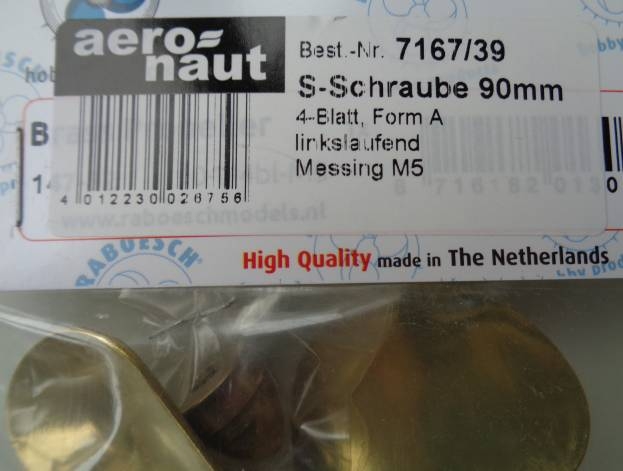 aero=
naut
Best.-Nr. 7167/39
S-Schraube 90mm
4-Blatt, Form A
linkslaufend
Messing M5
4 012230 026756
www.raboeschmodels.nl
RABOESCH
High Quality made in The Netherlands